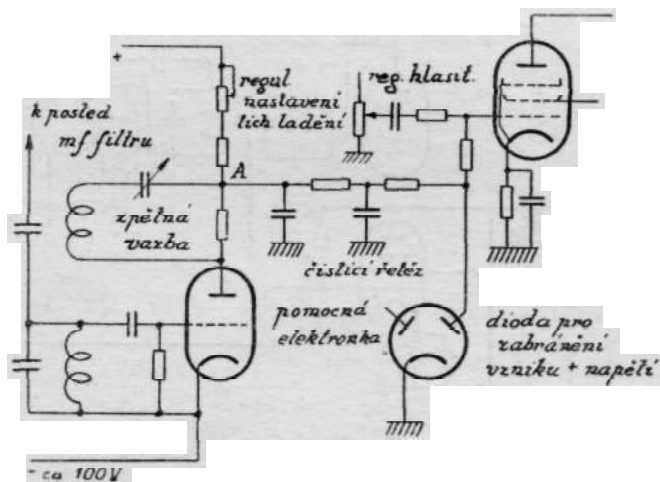 +
regul
nastavení
tich ladění
reg. hlasit.
k posled
mf filtru
A
zpětná
vazba
čisticí řetěz
pomocná
elektronka
dioda pro
zabránění
vzniku + napětí
- ca 100V